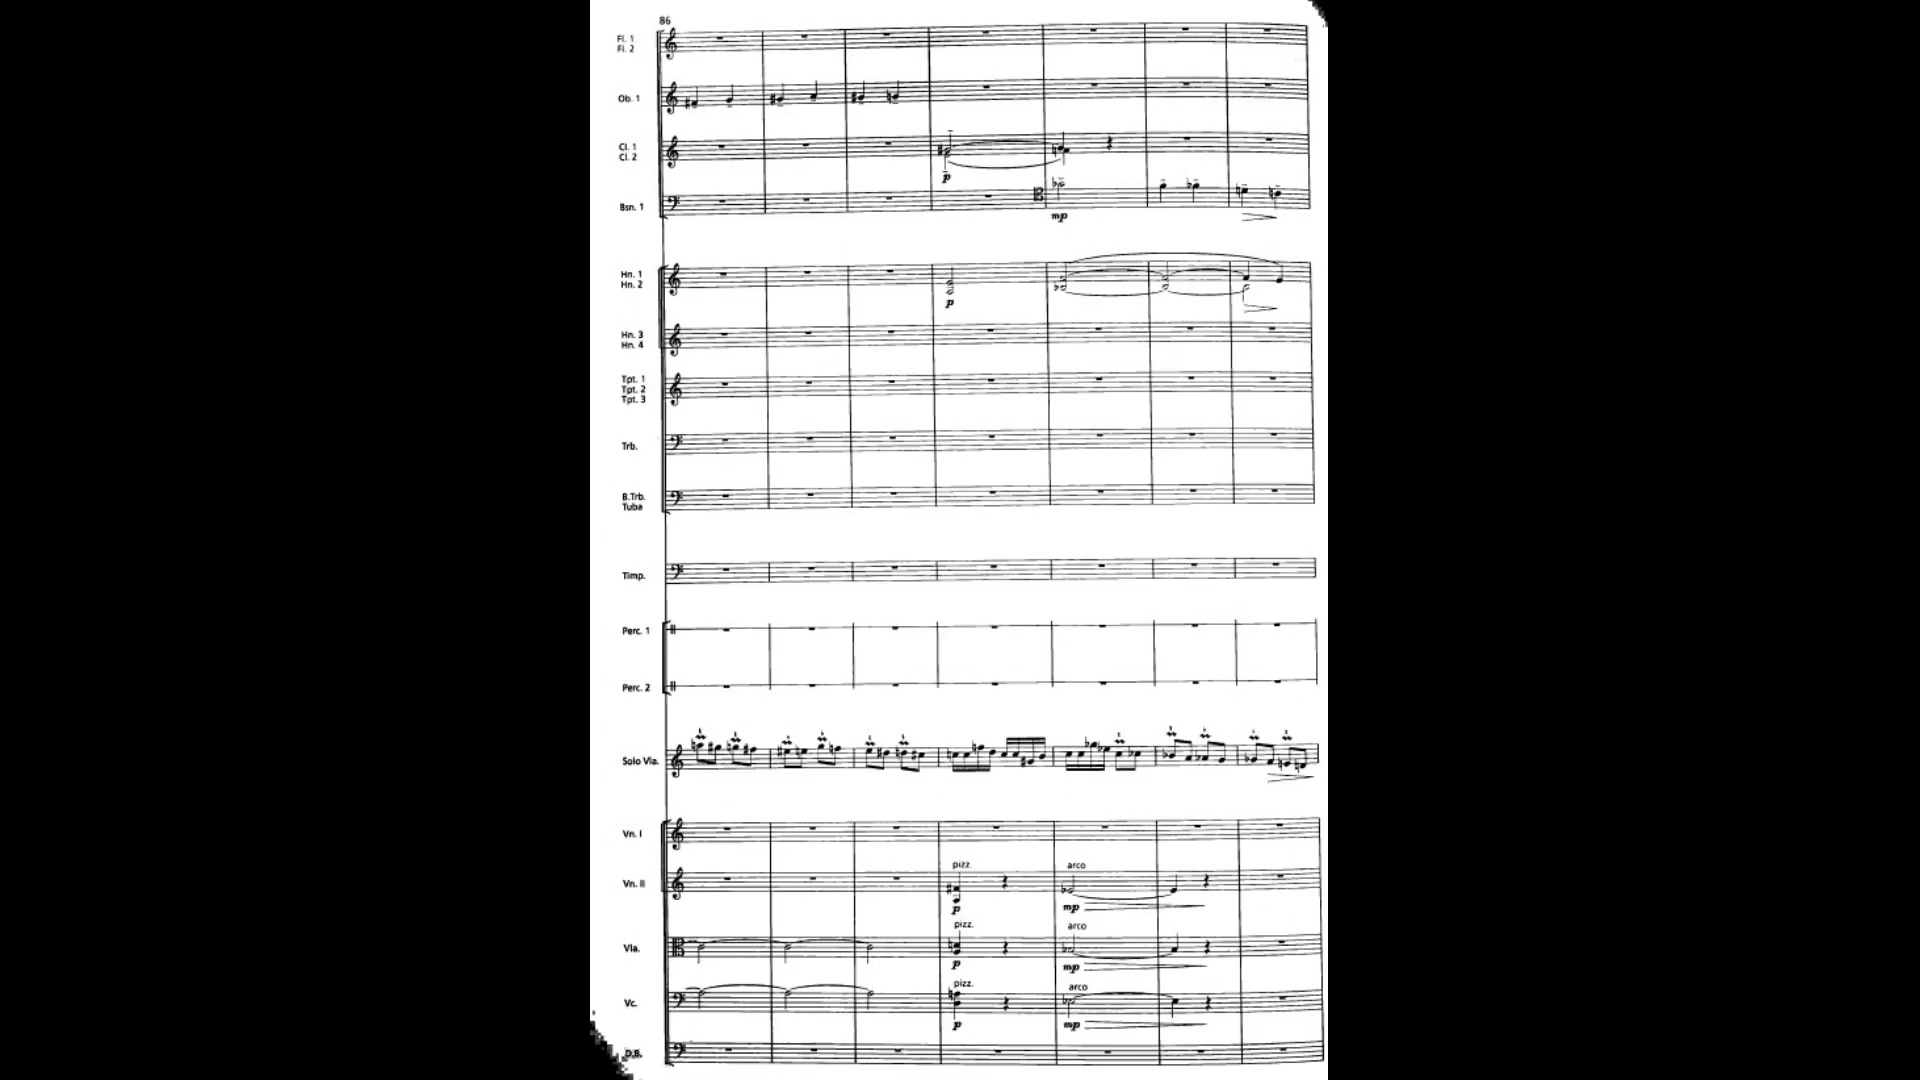 86
Fl. 1
Fl. 2
Ob. 1
Cl. 1
Cl. 2
p
Bsn. 1
mp
Hn. 1
Hn. 2
p
Hn. 3
Hn. 4
Tpt. 1
Tpt. 2
Tpt. 3
Trb.
B.Trb.
Tuba
Timp.
Perc. 1
Perc. 2
Solo Vla.
Vn. I
pizz. arco
Vn. II
p mp
pizz. arco
Vla.
p mp
pizz. arco
Vc.
p mp
D.B.